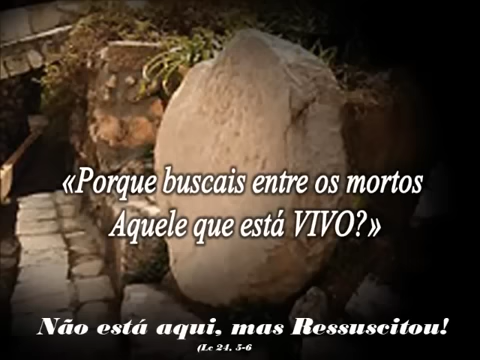 «Porque buscais entre os mortos
Aquele que está VIVO?»
Não está aqui, mas Ressuscitou!
(Lc 24, 5-6